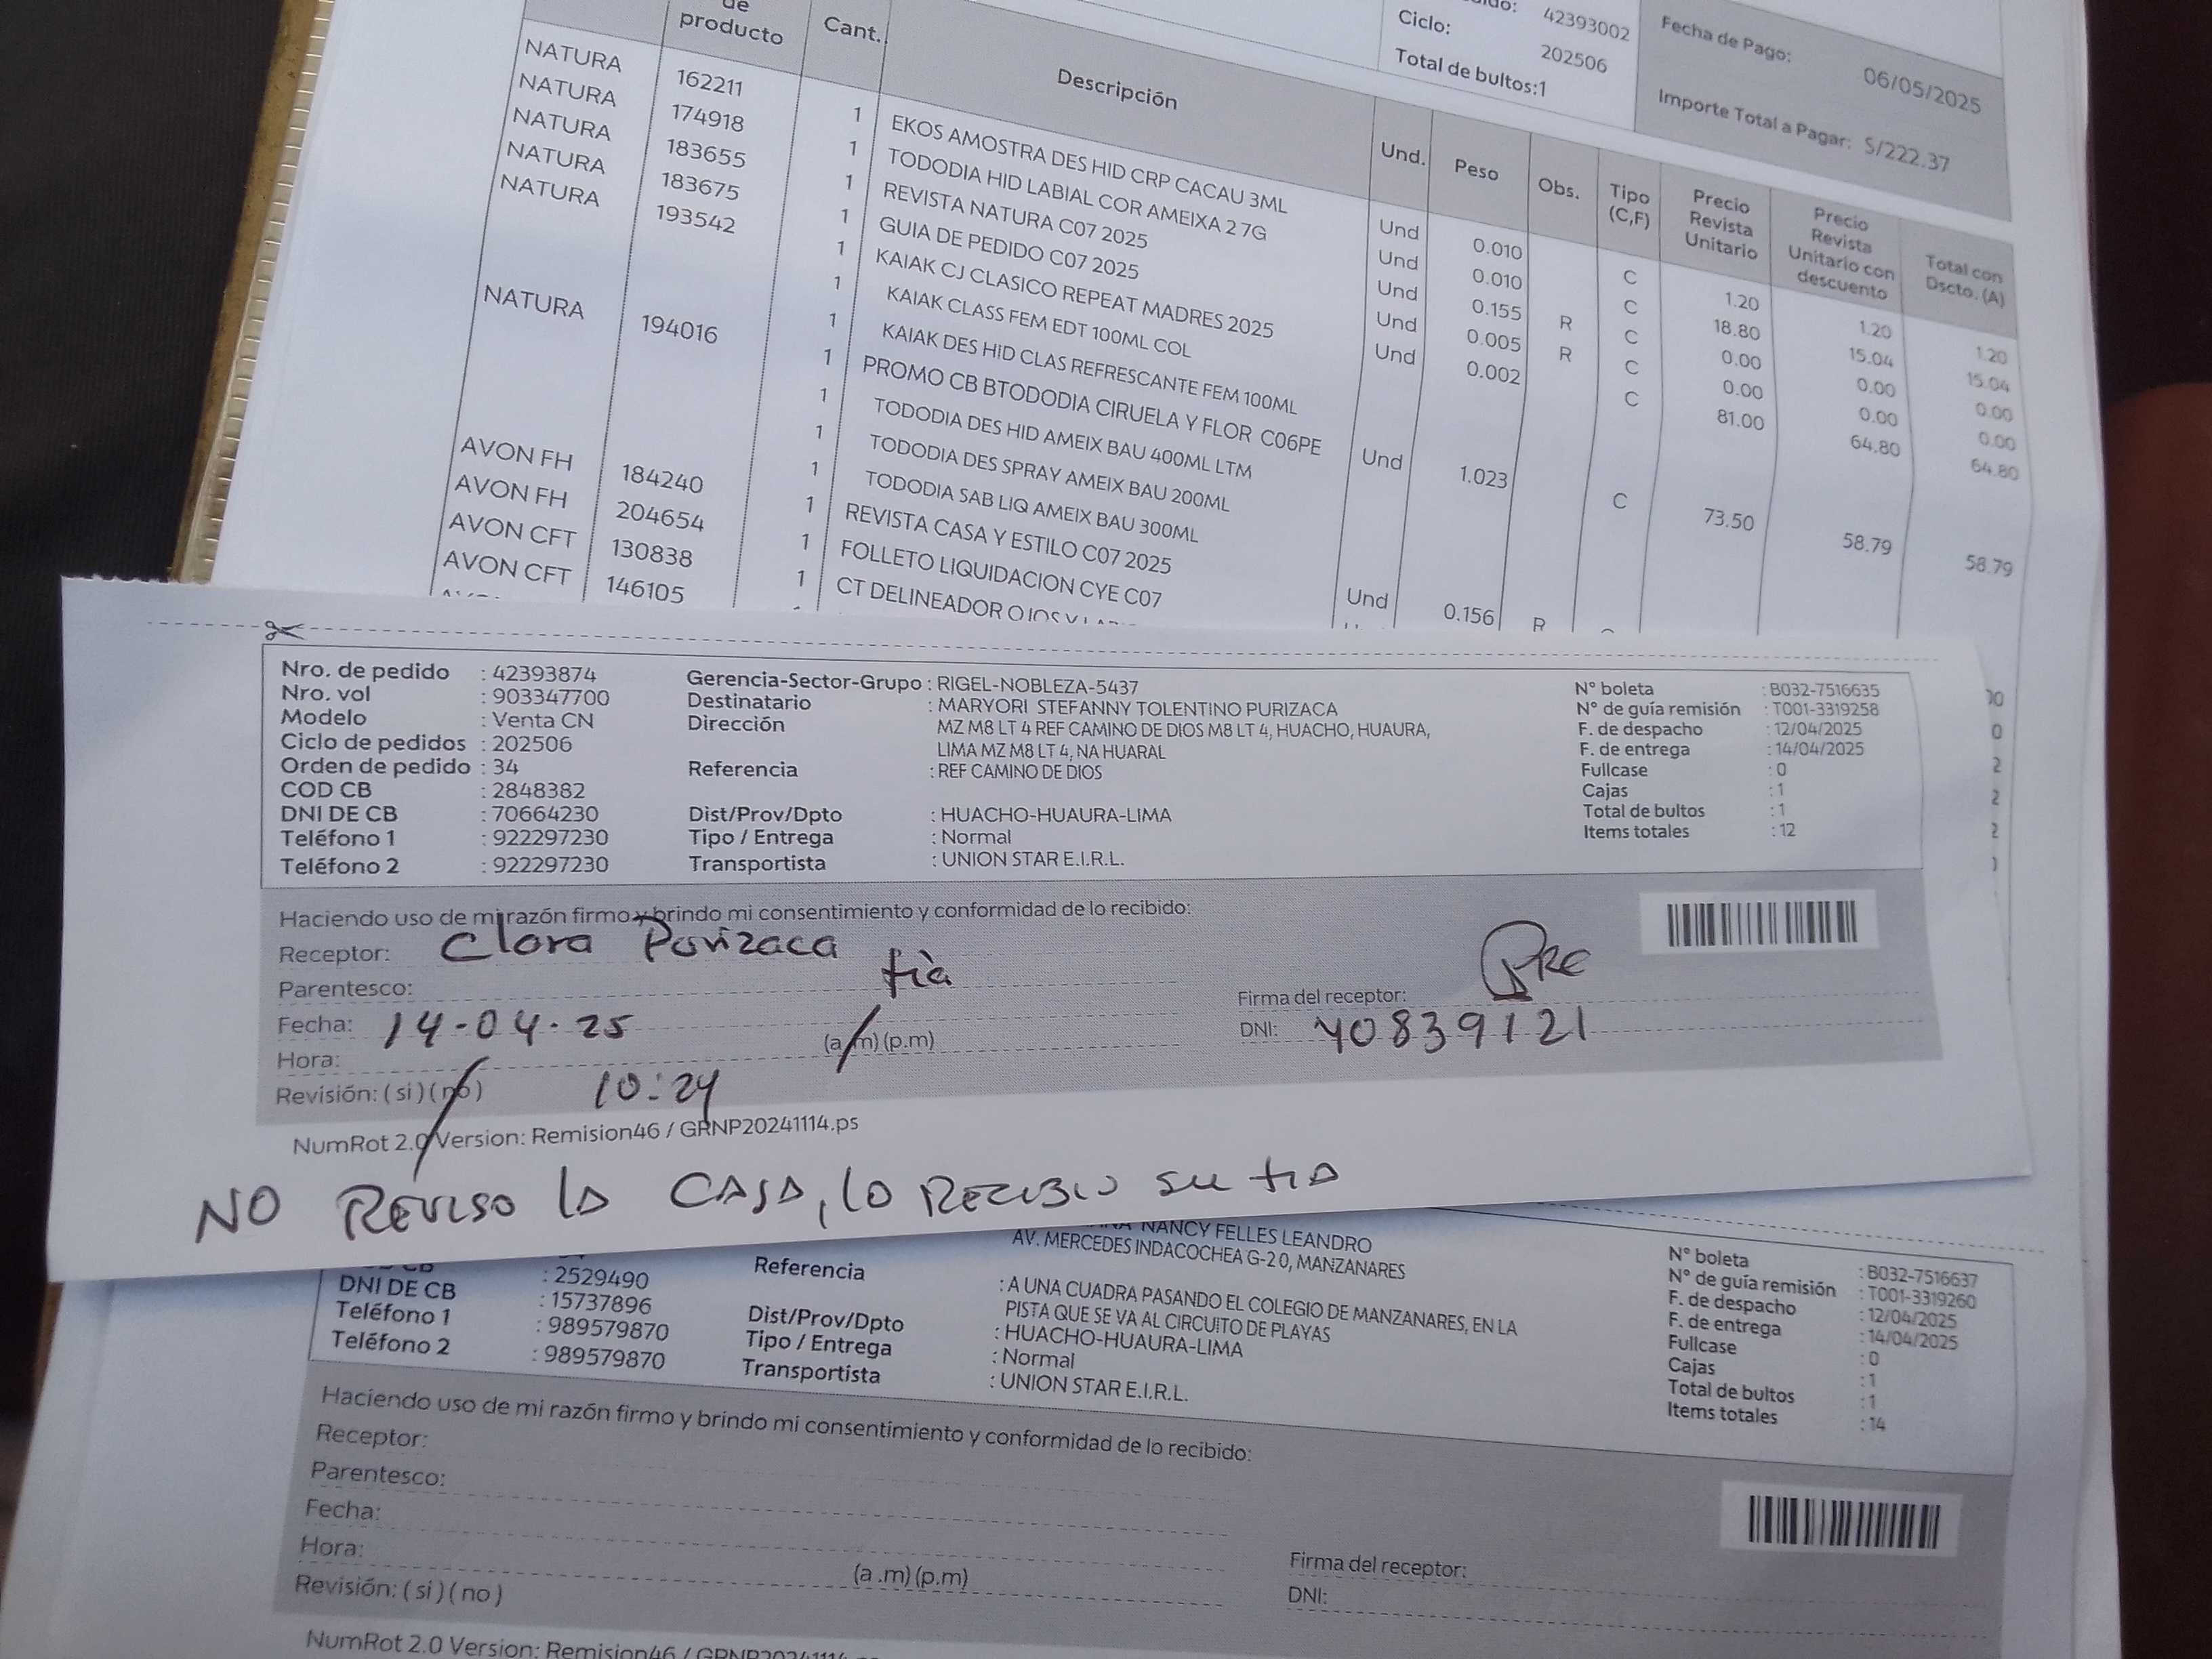 de
producto
Cant.
Descripción
Und.
Peso
Obs.
Tipo
(C,F)
Precio
Revista
Unitario
Precio
Revista
Unitario con
descuento
Total con
Dscto. (A)
42393002
Ciclo: 202506
Total de bultos:1
Fecha de Pago: 06/05/2025
Importe Total a Pagar: S/222.37
NATURA 162211 1 EKOS AMOSTRA DES HID CRP CACAU 3ML Und 0.010 C 1.20 1.20 1.20
NATURA 174918 1 TODODIA HID LABIAL COR AMEIXA 2 7G Und 0.010 C 18.80 15.04 15.04
NATURA 183655 1 REVISTA NATURA C07 2025 Und 0.155 R C 0.00 0.00 0.00
NATURA 183675 1 GUIA DE PEDIDO C07 2025 Und 0.005 R C 0.00 0.00 0.00
NATURA 193542 1 KAIAK CJ CLASICO REPEAT MADRES 2025 Und 0.002 C 81.00 64.80 64.80
1 KAIAK CLASS FEM EDT 100ML COL
1 KAIAK DES HID CLAS REFRESCANTE FEM 100ML
NATURA 194016 1 PROMO CB BTODODIA CIRUELA Y FLOR C06PE Und 1.023 C 73.50 58.79 58.79
1 TODODIA DES HID AMEIX BAU 400ML LTM
1 TODODIA DES SPRAY AMEIX BAU 200ML
1 TODODIA SAB LIQ AMEIX BAU 300ML
AVON FH 184240 1 REVISTA CASA Y ESTILO C07 2025 Und 0.156 R
AVON FH 204654 1 FOLLETO LIQUIDACION CYE C07
AVON CFT 130838 1 CT DELINEADOR OJOS Y
AVON CFT 146105
Nro. de pedido : 42393874
Nro. vol : 903347700
Modelo : Venta CN
Ciclo de pedidos : 202506
Orden de pedido : 34
COD CB : 2848382
DNI DE CB : 70664230
Teléfono 1 : 922297230
Teléfono 2 : 922297230
Gerencia-Sector-Grupo : RIGEL-NOBLEZA-5437
Destinatario : MARYORI STEFANNY TOLENTINO PURIZACA
Dirección MZ M8 LT 4 REF CAMINO DE DIOS M8 LT 4, HUACHO, HUAURA,
LIMA MZ M8 LT 4, NA HUARAL
Referencia : REF CAMINO DE DIOS
Dist/Prov/Dpto : HUACHO-HUAURA-LIMA
Tipo / Entrega : Normal
Transportista : UNION STAR E.I.R.L.
N° boleta : B032-7516635
N° de guía remisión : T001-3319258
F. de despacho : 12/04/2025
F. de entrega : 14/04/2025
Fullcase : 0
Cajas : 1
Total de bultos : 1
Items totales : 12
Haciendo uso de mi razón firmo y brindo mi consentimiento y conformidad de lo recibido:
Receptor: Clara Purizaca
Parentesco: tià
Fecha: 14-04-25
Hora: 10:24 (a.m) (p.m)
Revisión: ( si ) ( no )
Firma del receptor:
DNI: 40839121
NumRot 2.0 Version: Remision46 / GRNP20241114.ps
NO REVISO LA CAJA, LO RECIBIO SU TIA
NANCY FELLES LEANDRO
AV. MERCEDES INDACOCHEA G-20, MANZANARES
: 2529490
DNI DE CB : 15737896
Teléfono 1 : 989579870
Teléfono 2 : 989579870
Referencia : A UNA CUADRA PASANDO EL COLEGIO DE MANZANARES, EN LA
PISTA QUE SE VA AL CIRCUITO DE PLAYAS
Dist/Prov/Dpto : HUACHO-HUAURA-LIMA
Tipo / Entrega : Normal
Transportista : UNION STAR E.I.R.L.
N° boleta : B032-7516637
N° de guía remisión : T001-3319260
F. de despacho : 12/04/2025
F. de entrega : 14/04/2025
Fullcase : 0
Cajas : 1
Total de bultos : 1
Items totales : 14
Haciendo uso de mi razón firmo y brindo mi consentimiento y conformidad de lo recibido:
Receptor:
Parentesco:
Fecha:
Hora: (a .m) (p.m)
Revisión: ( si ) ( no )
Firma del receptor:
DNI:
NumRot 2.0 Version: Remision46 /